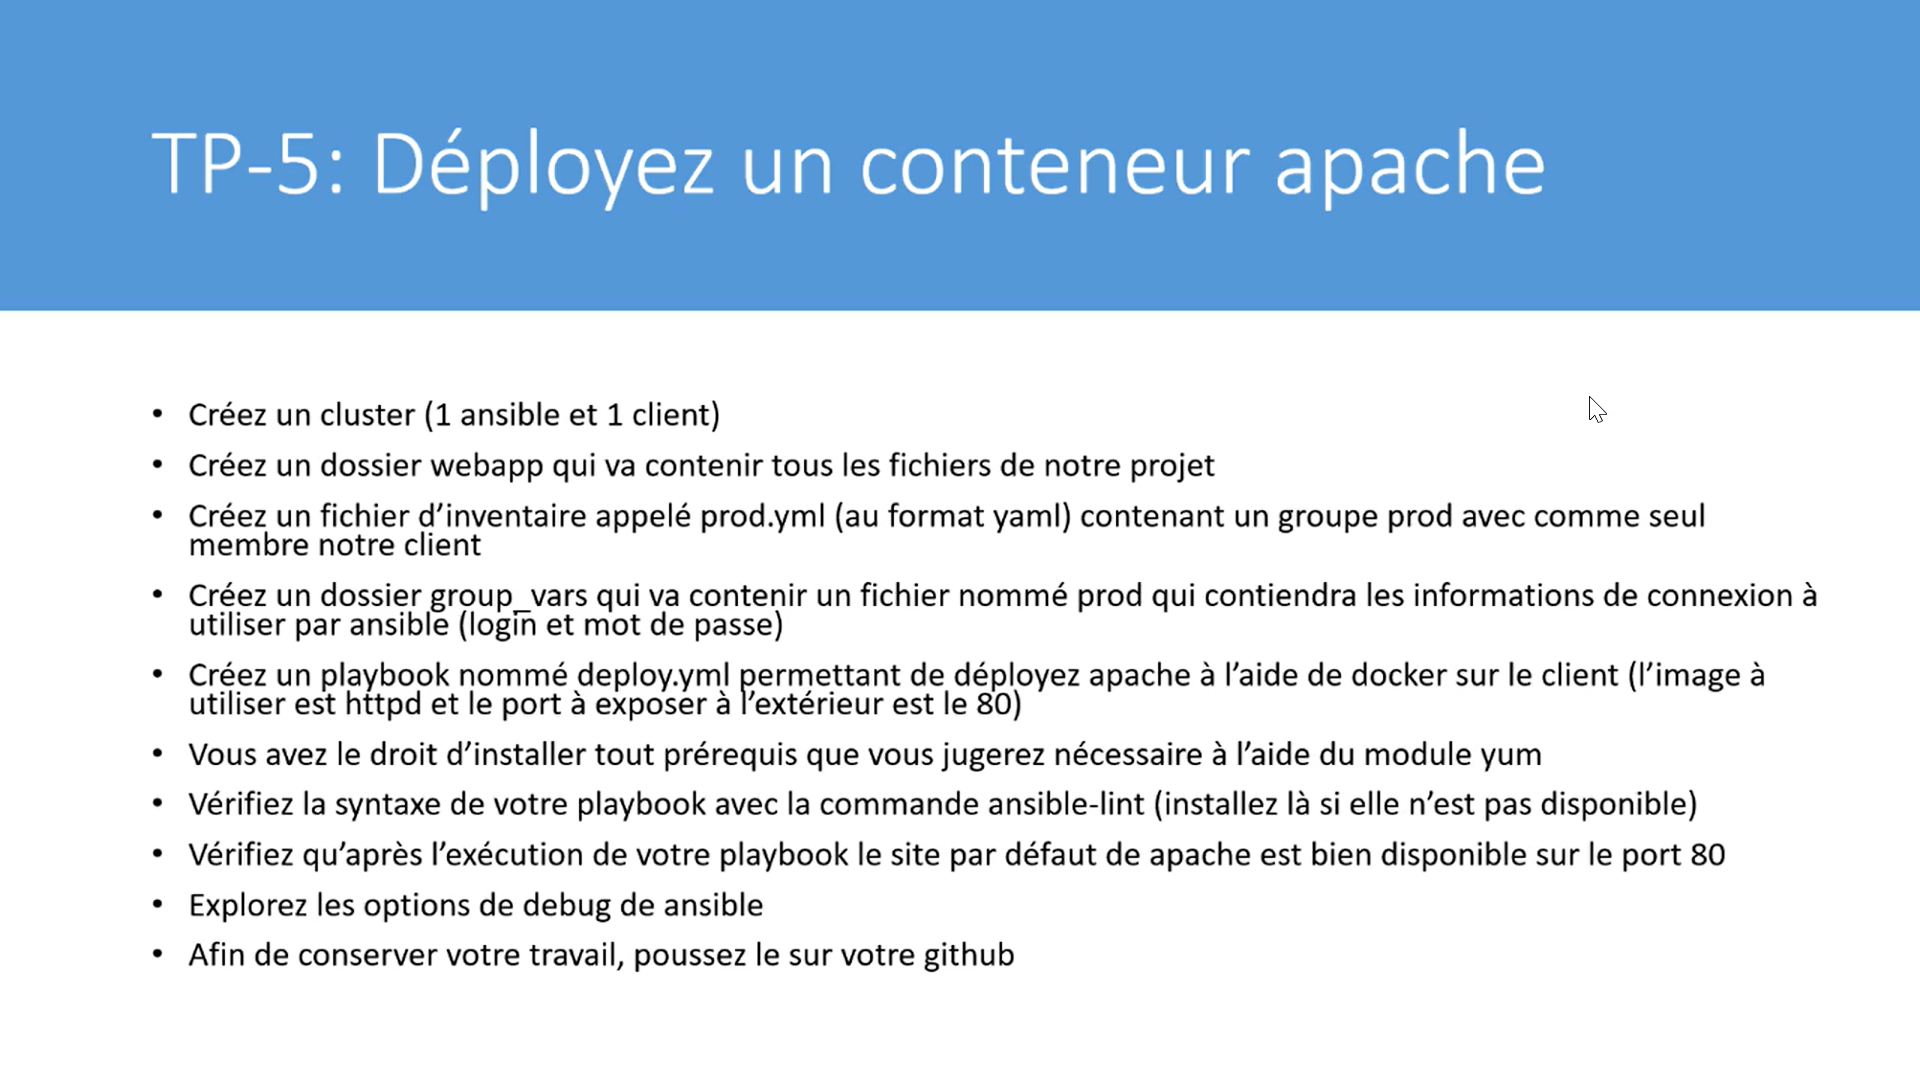 TP-5: Déployez un conteneur apache
• Créez un cluster (1 ansible et 1 client)
• Créez un dossier webapp qui va contenir tous les fichiers de notre projet
• Créez un fichier d’inventaire appelé prod.yml (au format yaml) contenant un groupe prod avec comme seul
membre notre client
• Créez un dossier group_vars qui va contenir un fichier nommé prod qui contiendra les informations de connexion à
utiliser par ansible (login et mot de passe)
• Créez un playbook nommé deploy.yml permettant de déployez apache à l’aide de docker sur le client (l’image à
utiliser est httpd et le port à exposer à l’extérieur est le 80)
• Vous avez le droit d’installer tout prérequis que vous jugerez nécessaire à l’aide du module yum
• Vérifiez la syntaxe de votre playbook avec la commande ansible-lint (installez là si elle n’est pas disponible)
• Vérifiez qu’après l’exécution de votre playbook le site par défaut de apache est bien disponible sur le port 80
• Explorez les options de debug de ansible
• Afin de conserver votre travail, poussez le sur votre github